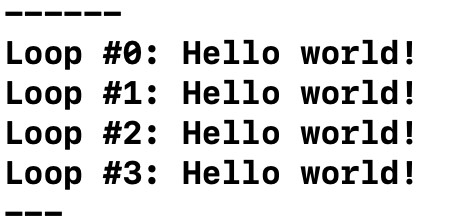 ------
Loop #0: Hello world!
Loop #1: Hello world!
Loop #2: Hello world!
Loop #3: Hello world!
---